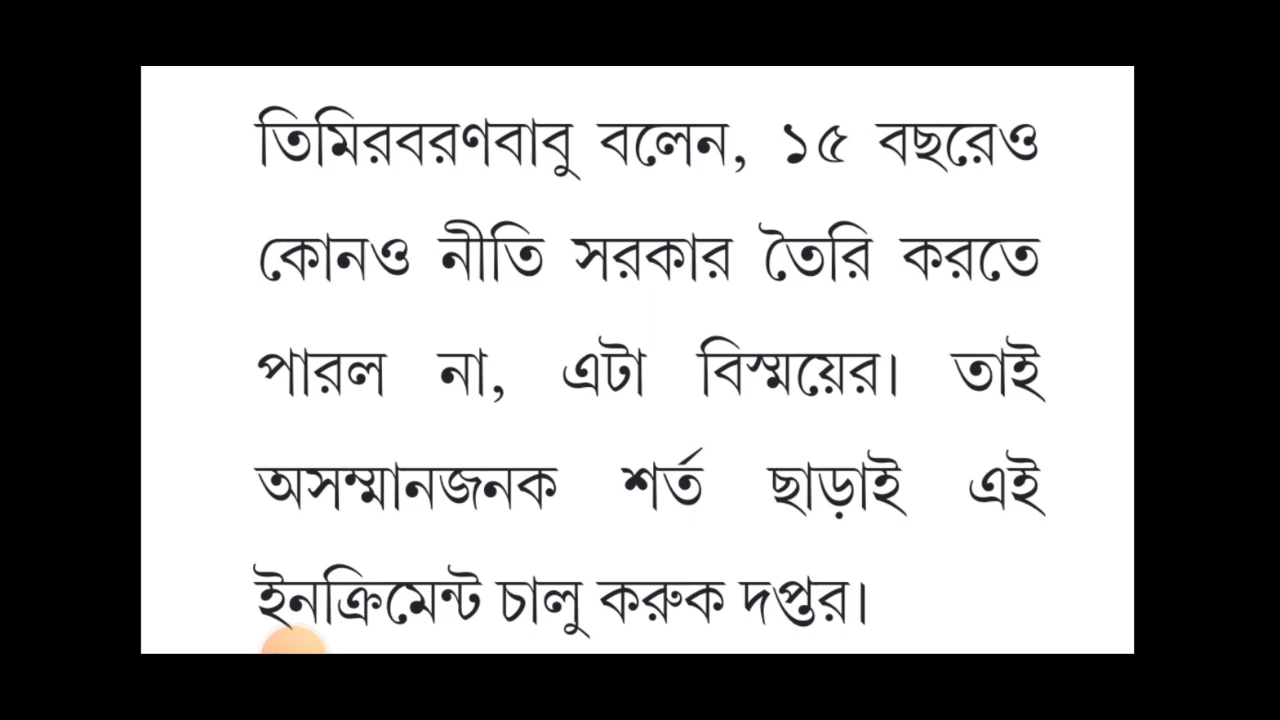 তিমিরবরণবাবু বলেন, ১৫ বছরেও
কোনও নীতি সরকার তৈরি করতে
পারল না, এটা বিস্ময়ের। তাই
অসম্মানজনক শর্ত ছাড়াই এই
ইনক্রিমেন্ট চালু করুক দপ্তর।